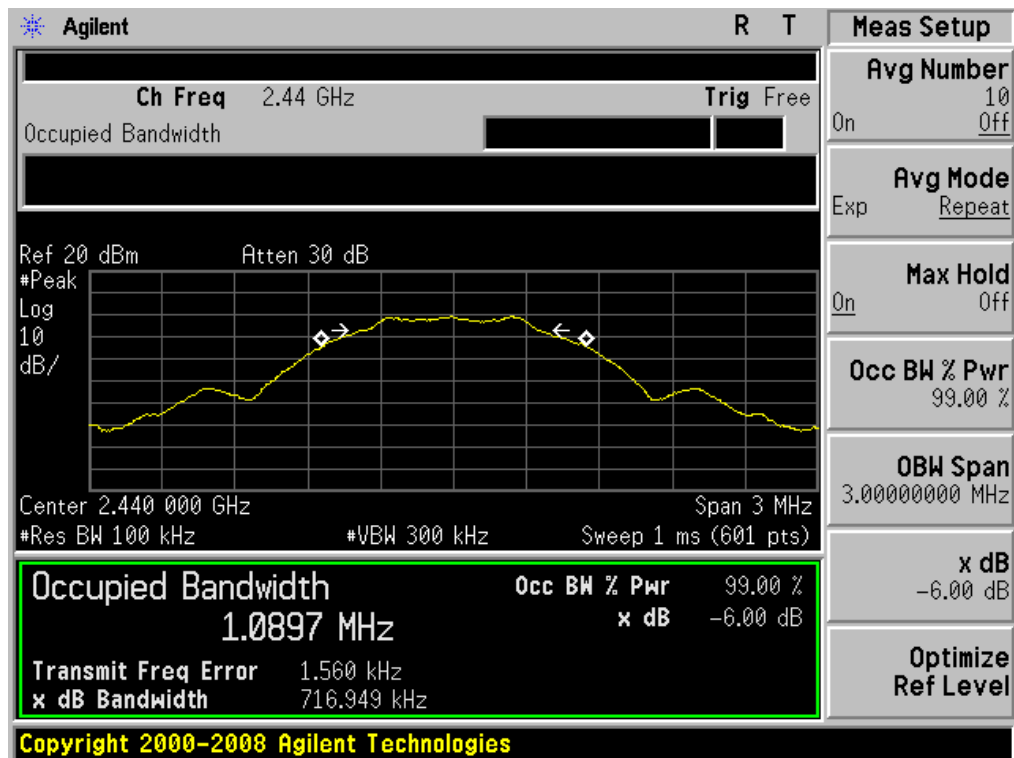 Agilent R T
Ch Freq 2.44 GHz Trig Free
Occupied Bandwidth
Ref 20 dBm Atten 30 dB
#Peak
Log
10
dB/
Center 2.440 000 GHz Span 3 MHz
#Res BW 100 kHz #VBW 300 kHz Sweep 1 ms (601 pts)
Occupied Bandwidth Occ BW % Pwr 99.00 %
1.0897 MHz x dB -6.00 dB
Transmit Freq Error 1.560 kHz
x dB Bandwidth 716.949 kHz
Copyright 2000-2008 Agilent Technologies
Meas Setup
Avg Number
10
On Off
Avg Mode
Exp Repeat
Max Hold
On Off
Occ BW % Pwr
99.00 %
OBW Span
3.00000000 MHz
x dB
-6.00 dB
Optimize
Ref Level